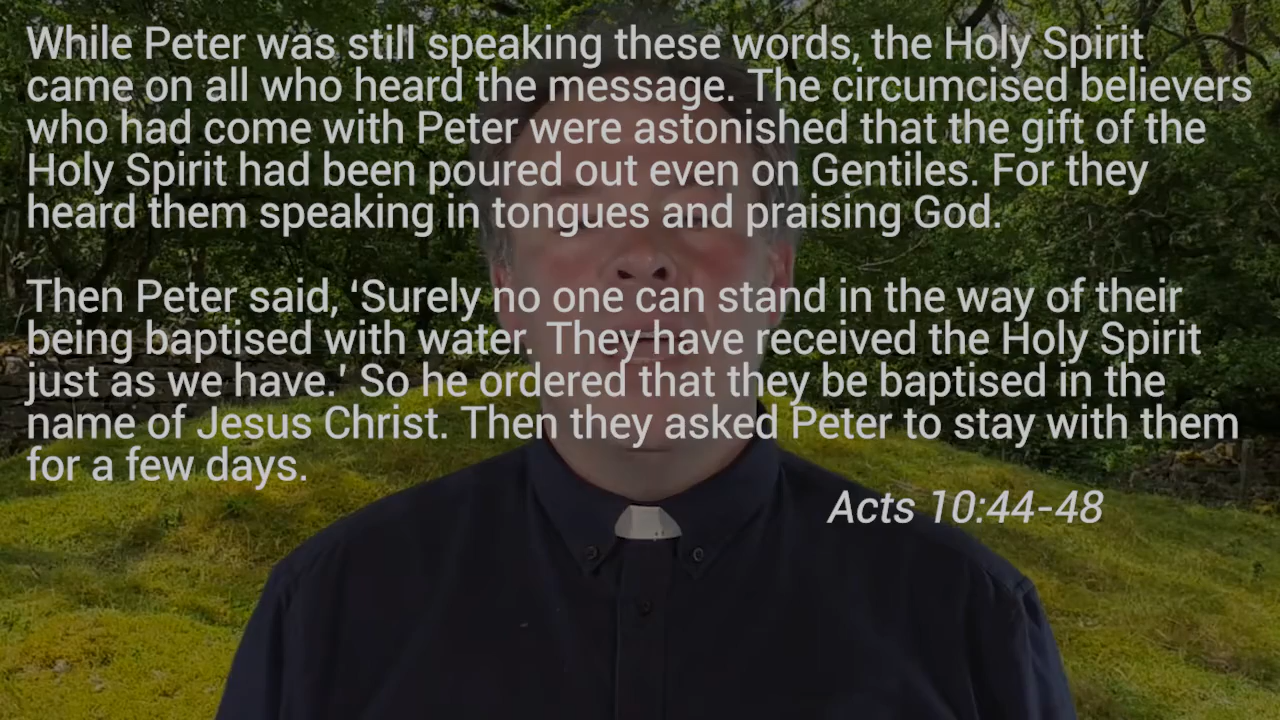 While Peter was still speaking these words, the Holy Spirit
came on all who heard the message. The circumcised believers
who had come with Peter were astonished that the gift of the
Holy Spirit had been poured out even on Gentiles. For they
heard them speaking in tongues and praising God.
Then Peter said, ‘Surely no one can stand in the way of their
being baptised with water. They have received the Holy Spirit
just as we have.’ So he ordered that they be baptised in the
name of Jesus Christ. Then they asked Peter to stay with them
for a few days.
Acts 10:44-48